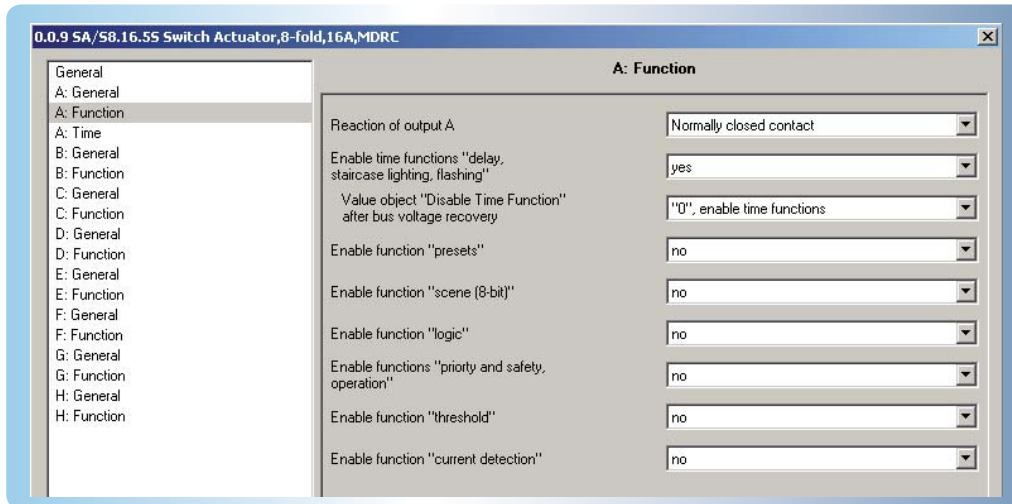 0.0.9 SA/S8.16.5S Switch Actuator,8-fold,16A,MDRC
General
A: General
A: Function
A: Time
B: General
B: Function
C: General
C: Function
D: General
D: Function
E: General
E: Function
F: General
F: Function
G: General
G: Function
H: General
H: Function
A: Function
Reaction of output A
Normally closed contact
Enable time functions "delay,
staircase lighting, flashing"
yes
Value object "Disable Time Function"
after bus voltage recovery
"0", enable time functions
Enable function "presets"
no
Enable function "scene (8-bit)"
no
Enable function "logic"
no
Enable functions "priorty and safety,
operation"
no
Enable function "threshold"
no
Enable function "current detection"
no